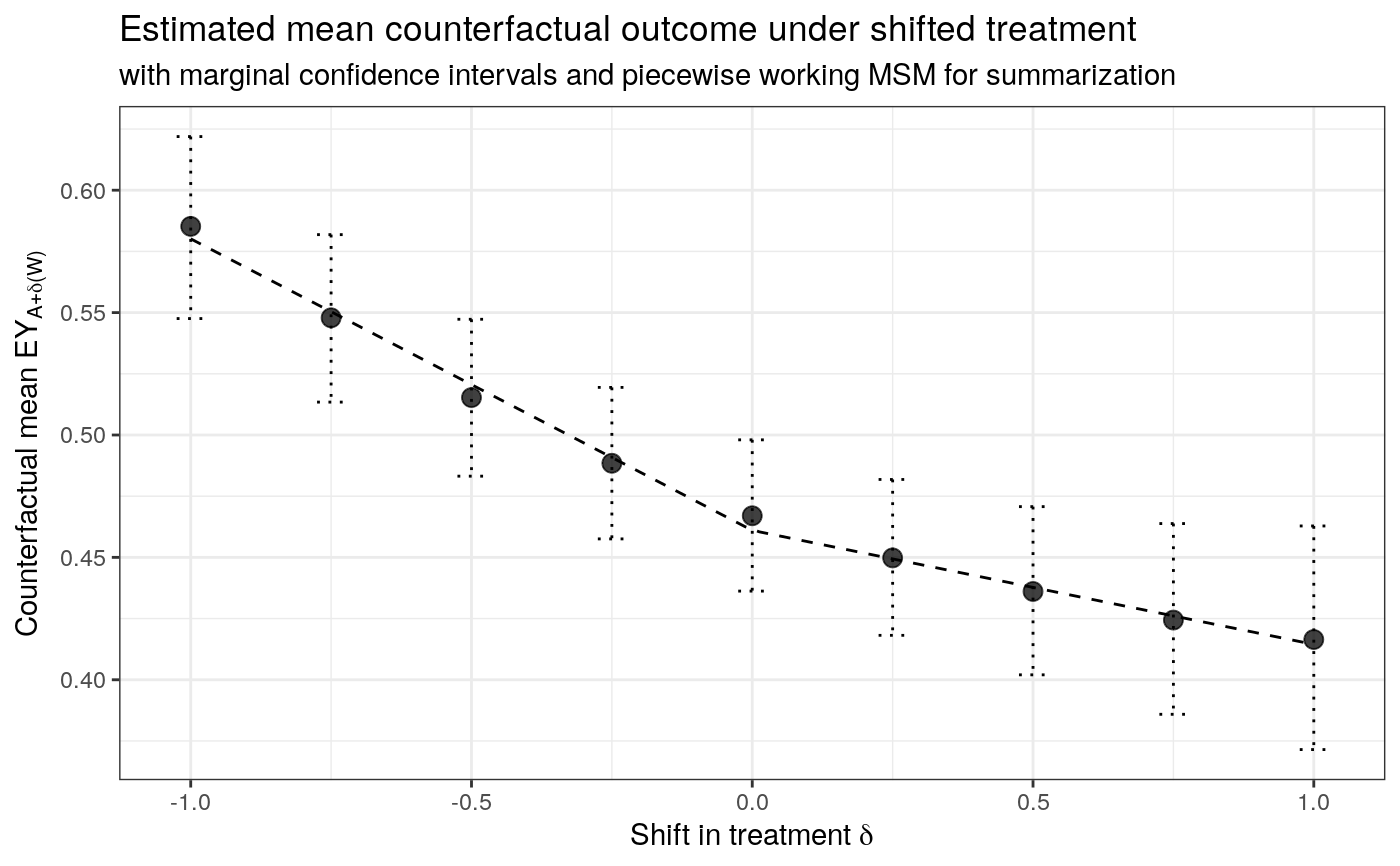 Estimated mean counterfactual outcome under shifted treatment
with marginal confidence intervals and piecewise working MSM for summarization
Counterfactual mean EY A+δ(W)
0.60
0.55
0.50
0.45
0.40
-1.0
-0.5
0.0
0.5
1.0
Shift in treatment δ